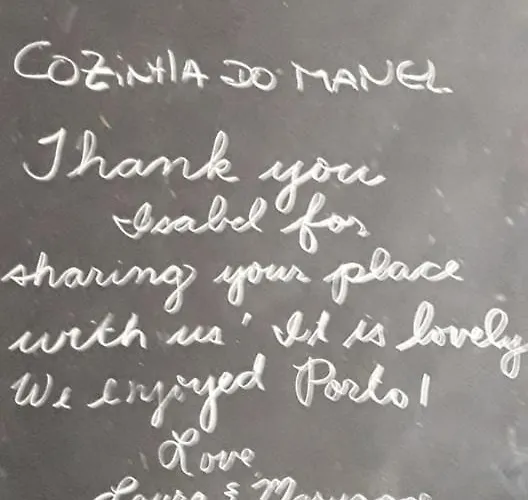 COZINHA DO MANEL
Thank you
Isabel for
sharing your place
with us! It is lovely
We enjoyed Porto!
Love
Laura &